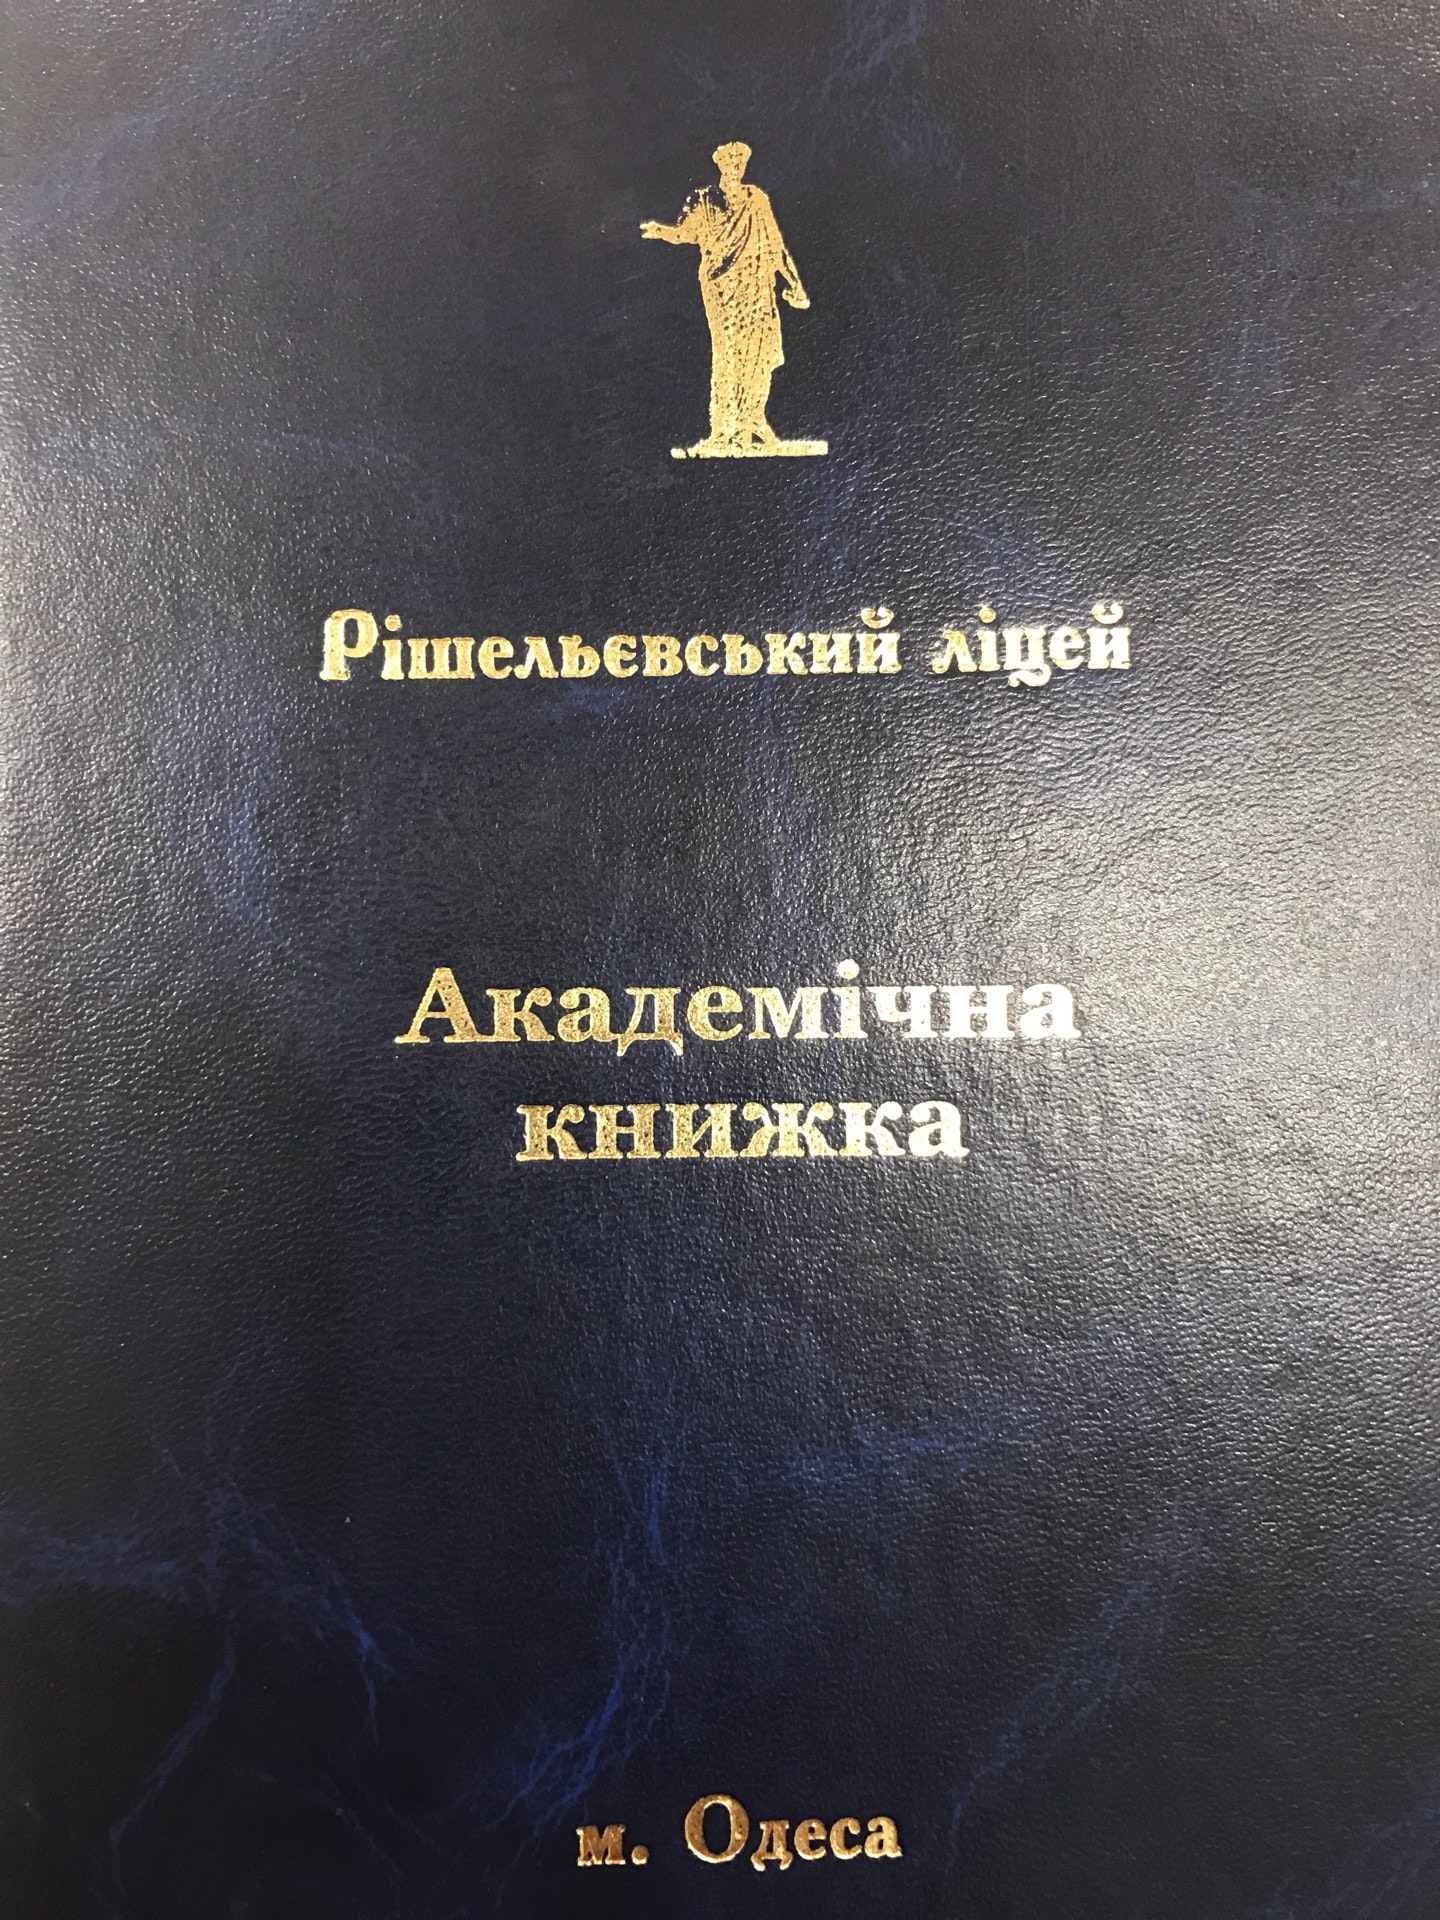 Рішельєвський ліцей
Академічна
книжка
м. Одеса